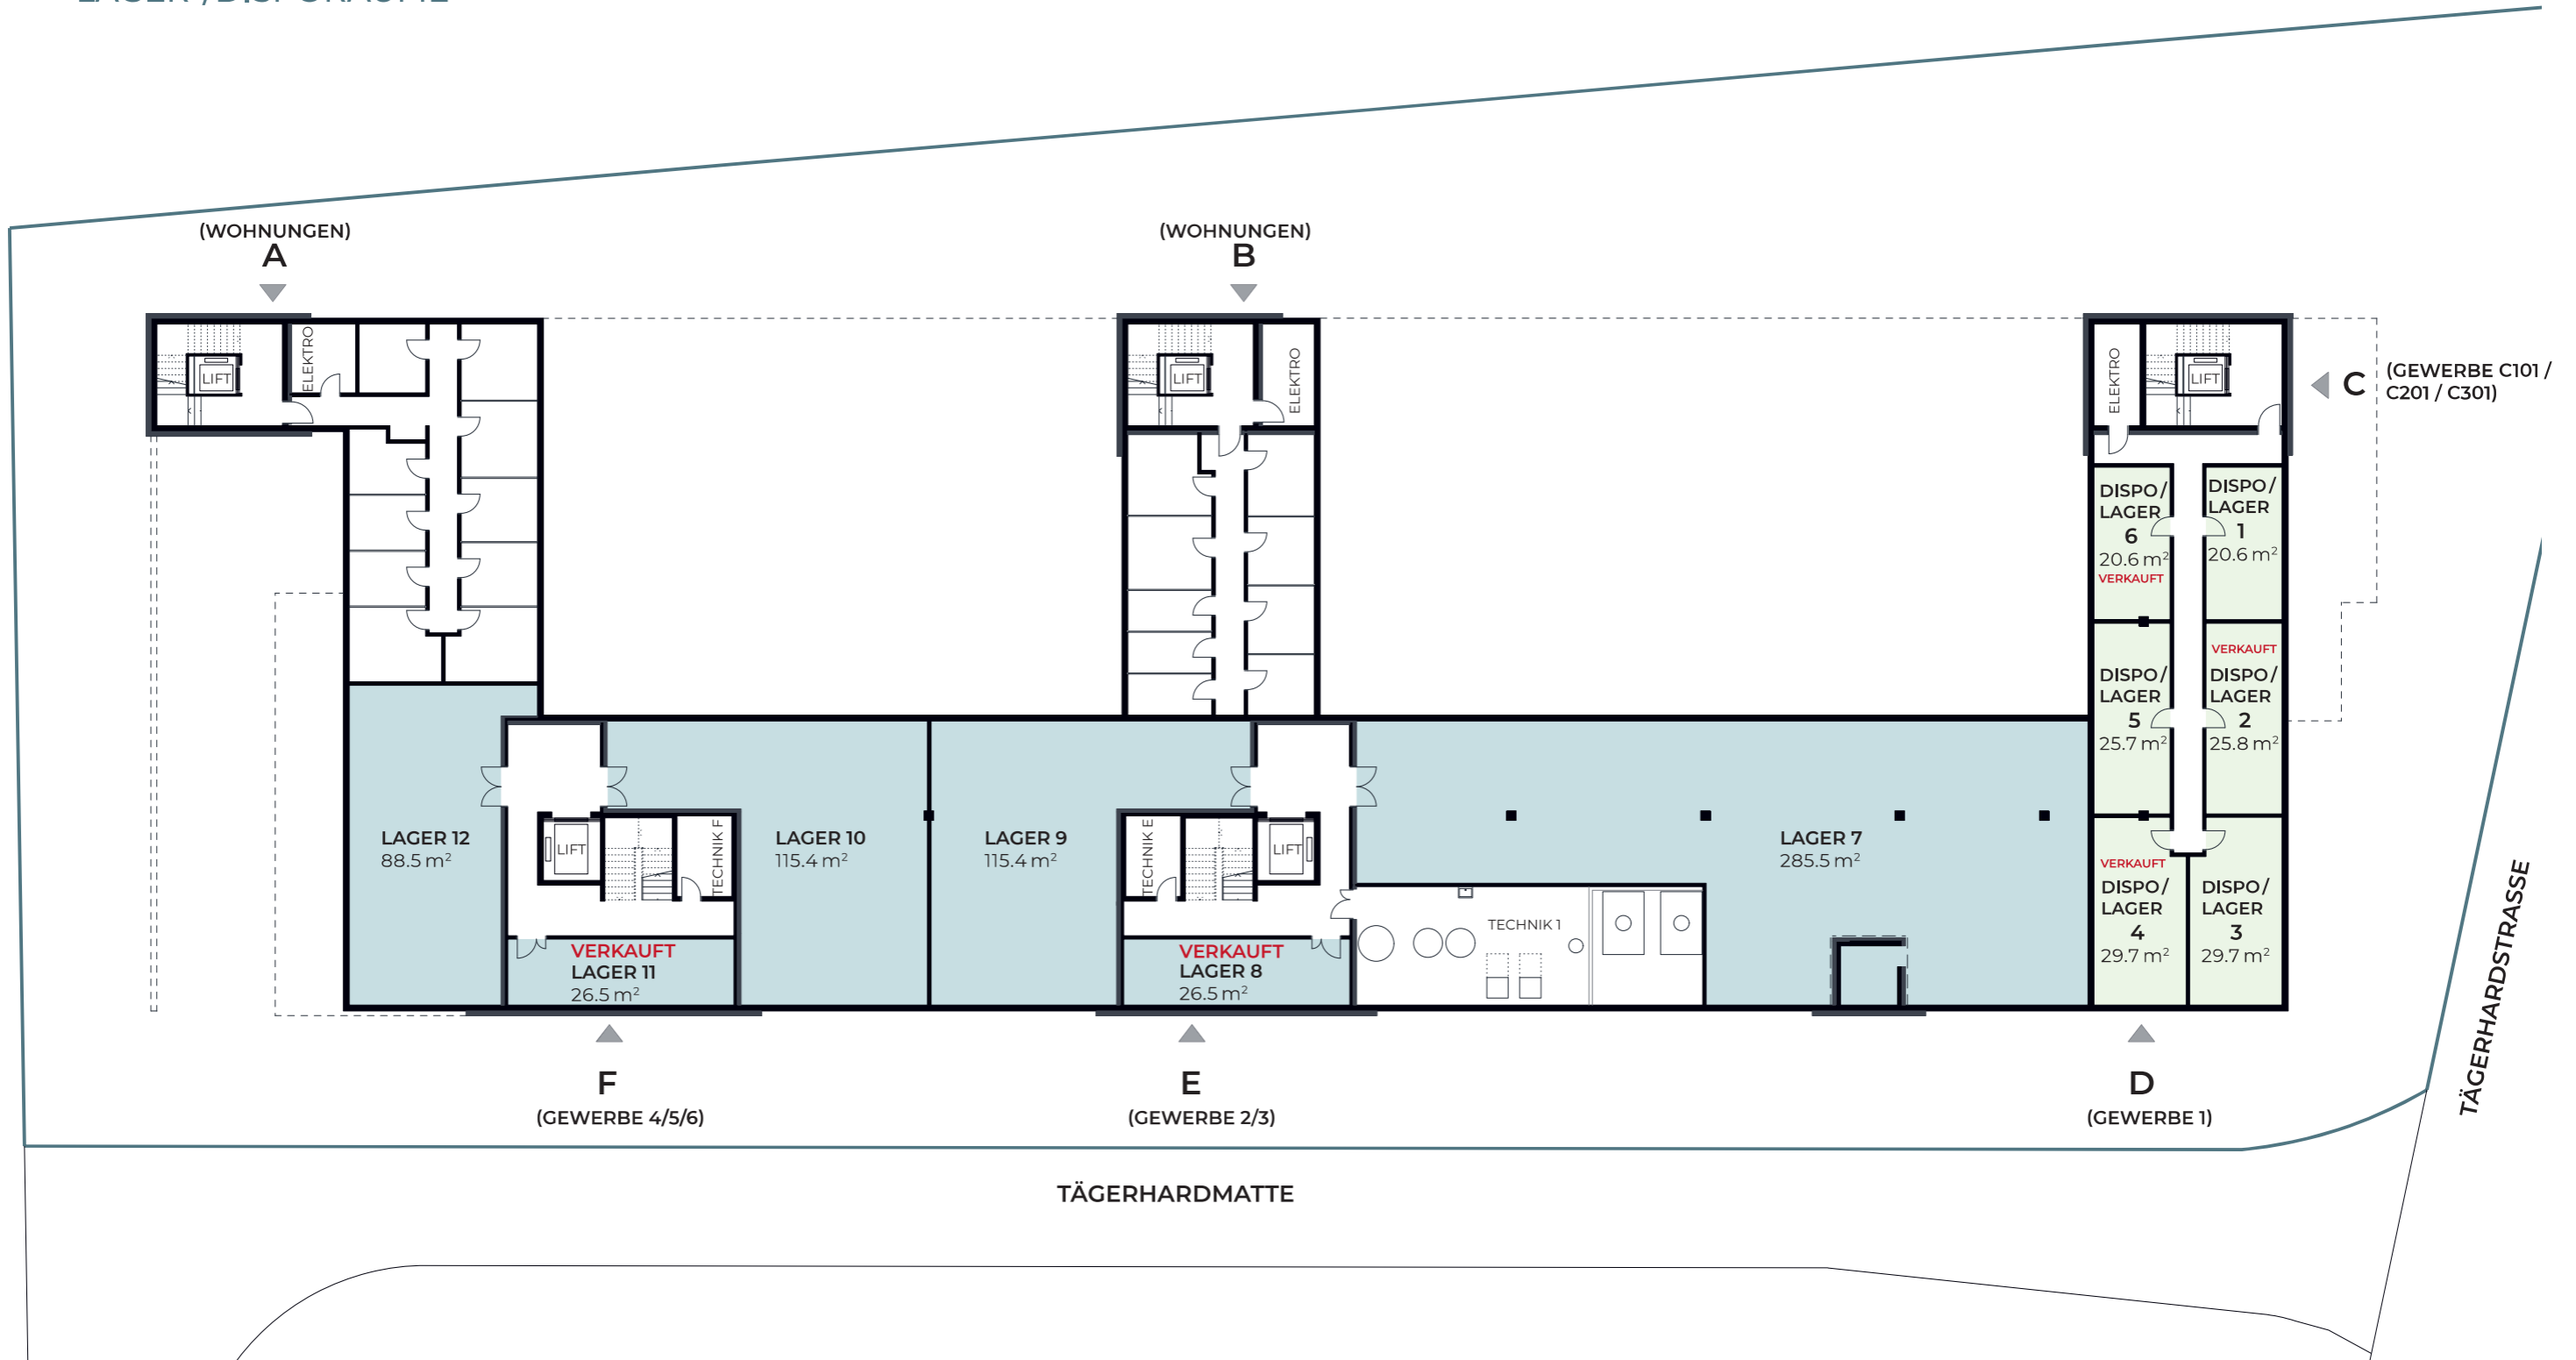 (WOHNUNGEN)
A
(WOHNUNGEN)
B
C
(GEWERBE C101 /
C201 / C301)
LIFT
ELEKTRO
LIFT
ELEKTRO
ELEKTRO
LIFT
DISPO/
LAGER
6
20.6 m²
VERKAUFT
DISPO/
LAGER
1
20.6 m²
DISPO/
LAGER
5
25.7 m²
VERKAUFT
DISPO/
LAGER
2
25.8 m²
VERKAUFT
DISPO/
LAGER
4
29.7 m²
DISPO/
LAGER
3
29.7 m²
LAGER 12
88.5 m²
LIFT
TECHNIK F
LAGER 10
115.4 m²
LAGER 9
115.4 m²
TECHNIK E
LIFT
LAGER 7
285.5 m²
TECHNIK 1
VERKAUFT
LAGER 11
26.5 m²
VERKAUFT
LAGER 8
26.5 m²
F
(GEWERBE 4/5/6)
E
(GEWERBE 2/3)
D
(GEWERBE 1)
TÄGERHARDSTRASSE
TÄGERHARDMATTE